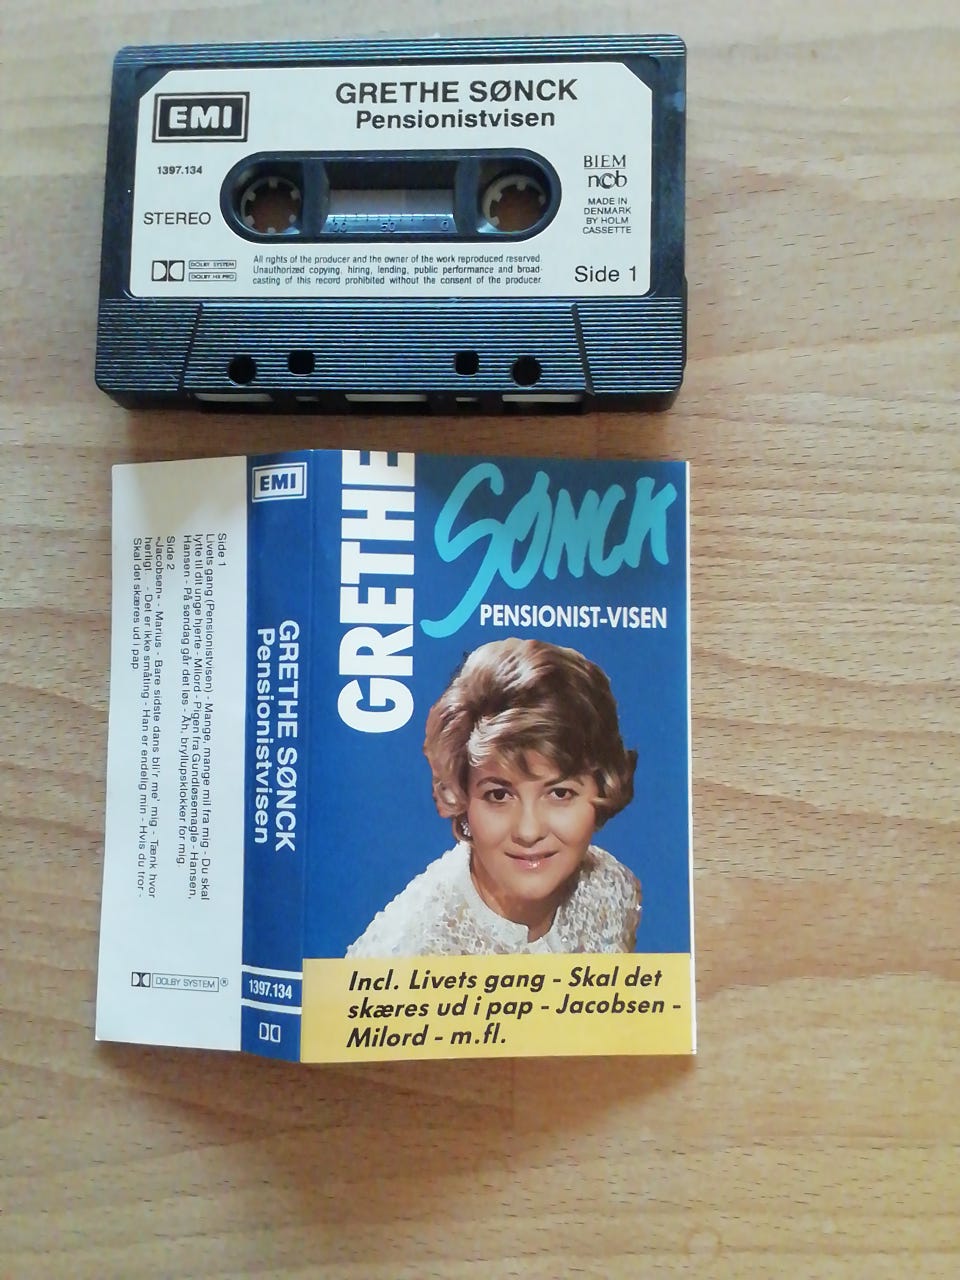 EMI
GRETHE SØNCK
Pensionistvisen
1397.134
STEREO
BIEM
ncb
MADE IN
DENMARK
BY HOLM
CASSETTE
100 50 0
DOLBY SYSTEM
DOLBY HX PRO
All rights of the producer and the owner of the work reproduced reserved.
Unauthorized copying, hiring, lending, public performance and broad-
casting of this record prohibited without the consent of the producer.
Side 1
Side 1
Livets gang (Pensionistvisen) - Mange, mange mil fra mig - Du skal
lytte til dit unge hjerte - Milord - Pigen fra Gundløsemagle - Hansen,
Hansen - På søndag går det løs - Åh, bryllupsklokker for mig.
Side 2
»Jacobsen« - Marius - Bare sidste dans bli'r me' mig - Tænk hvor
herligt... - Det er ikke småting - Han er endelig min - Hvis du tror -
Skal det skæres ud i pap
DOLBY SYSTEM ®
EMI
GRETHE SØNCK
Pensionistvisen
1397.134
GRETHE
SØNCK
PENSIONIST-VISEN
Incl. Livets gang - Skal det
skæres ud i pap - Jacobsen -
Milord - m.fl.